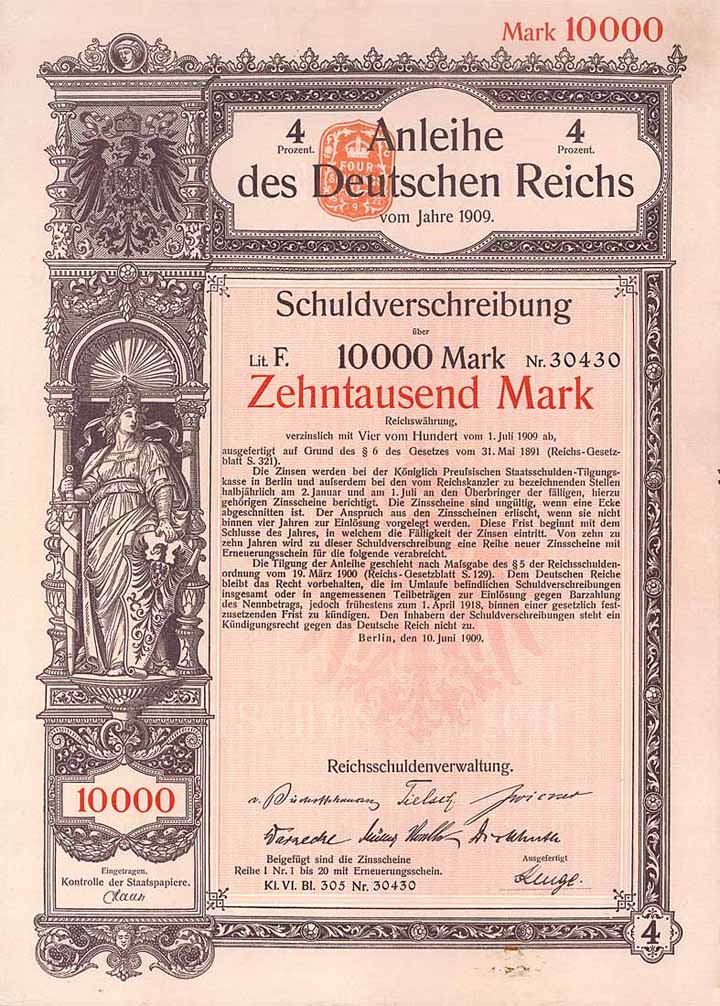 Mark 10000
4 Prozent. Anleihe 4 Prozent.
FOUR
des Deutschen Reichs
vom Jahre 1909.
Schuldverschreibung
über
Lit. F. 10000 Mark Nr. 30430
Zehntausend Mark
Reichswährung,
verzinslich mit Vier vom Hundert vom 1. Juli 1909 ab,
ausgefertigt auf Grund des § 6 des Gesetzes vom 31. Mai 1891 (Reichs-Gesetz-
blatt S. 321).
Die Zinsen werden bei der Königlich Preufsischen Staatsschulden-Tilgungs-
kasse in Berlin und aufserdem bei den vom Reichskanzler zu bezeichnenden Stellen
halbjährlich am 2. Januar und am 1. Juli an den Überbringer der fälligen, hierzu
gehörigen Zinsscheine berichtigt. Die Zinsscheine sind ungültig, wenn eine Ecke
abgeschnitten ist. Der Anspruch aus den Zinsscheinen erlischt, wenn sie nicht
binnen vier Jahren zur Einlösung vorgelegt werden. Diese Frist beginnt mit dem
Schlusse des Jahres, in welchem die Fälligkeit der Zinsen eintritt. Von zehn zu
zehn Jahren wird zu dieser Schuldverschreibung eine Reihe neuer Zinsscheine mit
Erneuerungsschein für die folgende verabreicht.
Die Tilgung der Anleihe geschieht nach Mafsgabe des § 5 der Reichsschulden-
ordnung vom 19. März 1900 (Reichs-Gesetzblatt S. 129). Dem Deutschen Reiche
bleibt das Recht vorbehalten, die im Umlaufe befindlichen Schuldverschreibungen
insgesamt oder in angemessenen Teilbeträgen zur Einlösung gegen Barzahlung
des Nennbetrags, jedoch frühestens zum 1. April 1918, binnen einer gesetzlich fest-
zusetzenden Frist zu kündigen. Den Inhabern der Schuldverschreibungen steht ein
Kündigungsrecht gegen das Deutsche Reich nicht zu.
Berlin, den 10. Juni 1909.
Reichsschuldenverwaltung.
10000
Eingetragen.
Kontrolle der Staatspapiere.
Beigefügt sind die Zinsscheine
Reihe I Nr. 1 bis 20 mit Erneuerungsschein.
Kl. VI. Bl. 305 Nr. 30430
Ausgefertigt
4